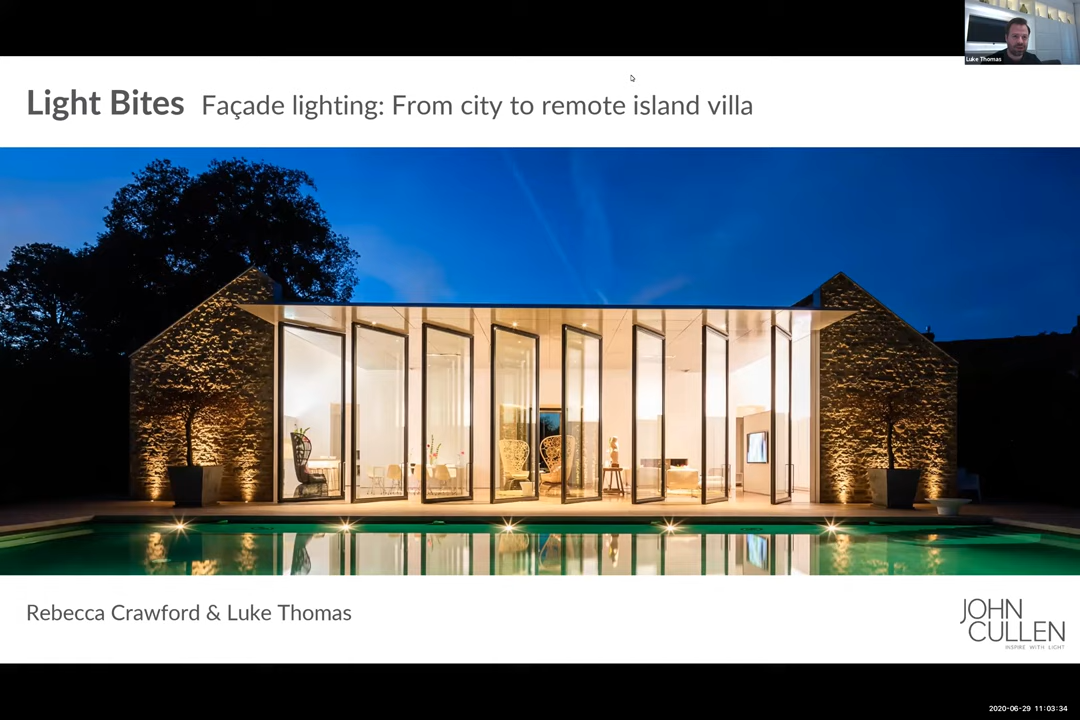 Luke Thomas
Light Bites Façade lighting: From city to remote island villa
Rebecca Crawford & Luke Thomas
JOHN
CULLEN
INSPIRE WITH LIGHT
2020-06-29 11:03:34